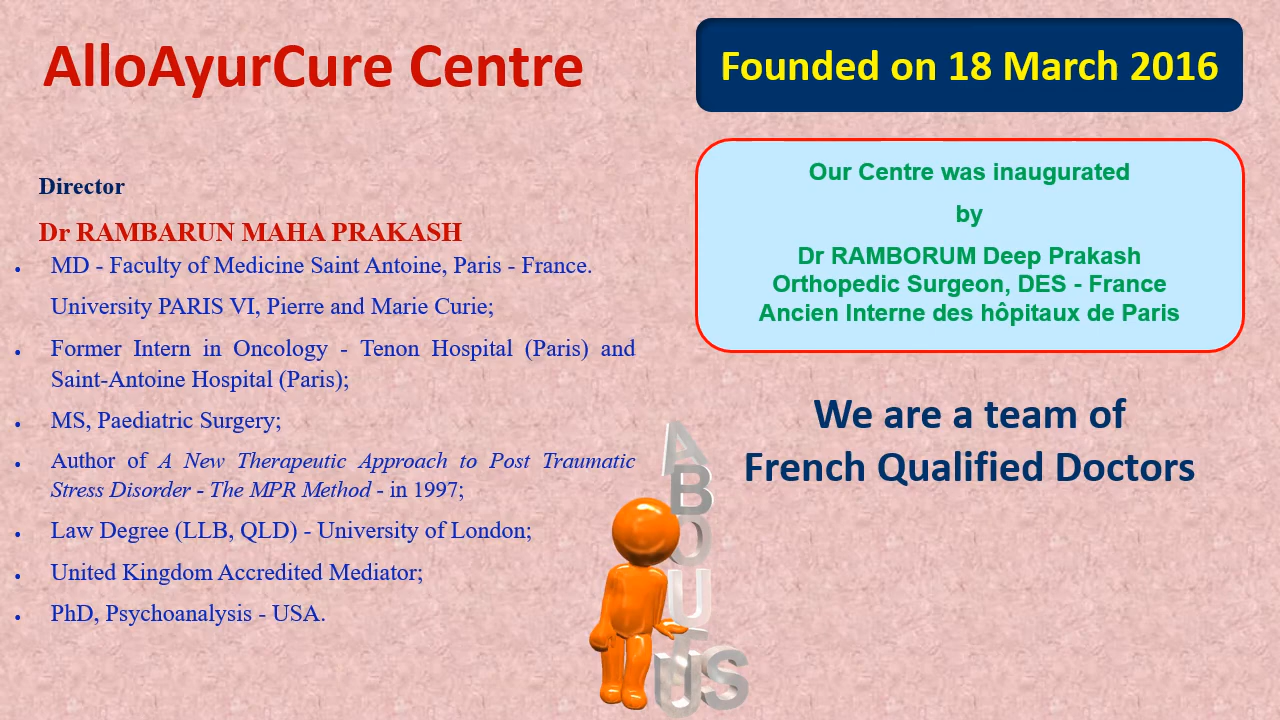 AlloAyurCure Centre
Founded on 18 March 2016
Director
Dr RAMBARUN MAHA PRAKASH
• MD - Faculty of Medicine Saint Antoine, Paris - France.
University PARIS VI, Pierre and Marie Curie;
• Former Intern in Oncology - Tenon Hospital (Paris) and
Saint-Antoine Hospital (Paris);
• MS, Paediatric Surgery;
• Author of A New Therapeutic Approach to Post Traumatic
Stress Disorder - The MPR Method - in 1997;
• Law Degree (LLB, QLD) - University of London;
• United Kingdom Accredited Mediator;
• PhD, Psychoanalysis - USA.
Our Centre was inaugurated
by
Dr RAMBORUM Deep Prakash
Orthopedic Surgeon, DES - France
Ancien Interne des hôpitaux de Paris
We are a team of
French Qualified Doctors
ABOUT
US